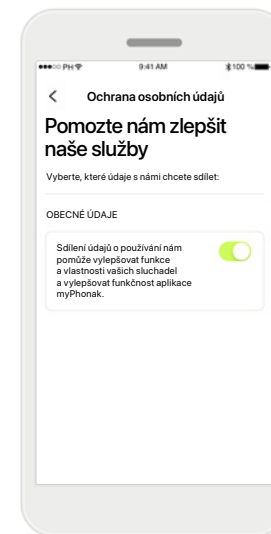 PH
9:41 AM
100 %
Ochrana osobních údajů
Pomozte nám zlepšit
naše služby
Vyberte, které údaje s námi chcete sdílet:
OBECNÉ ÚDAJE
Sdílení údajů o používání nám
pomůže vylepšovat funkce
a vlastnosti vašich sluchadel
a vylepšovat funkčnost aplikace
myPhonak.